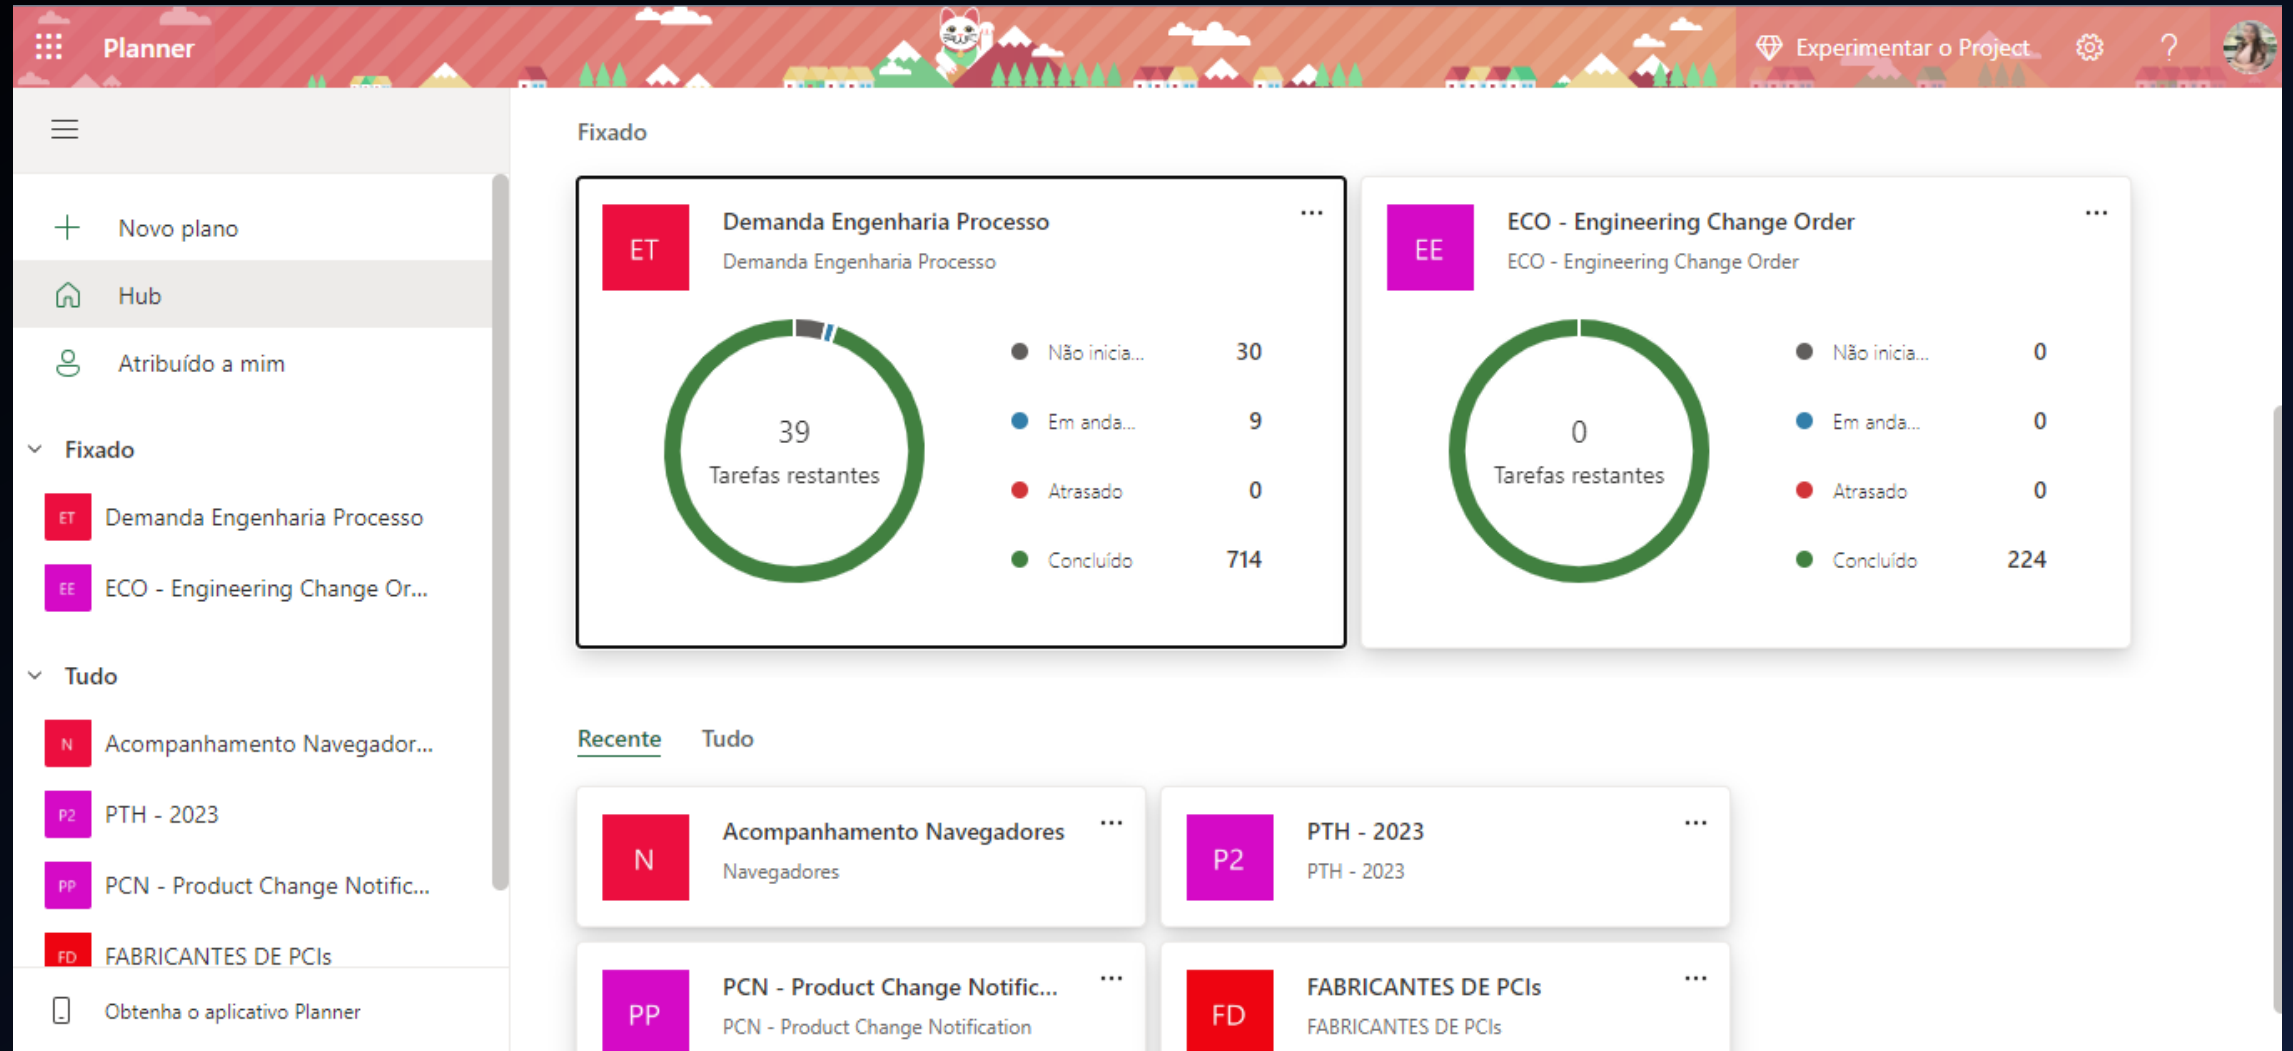 Planner
Experimentar o Project
Novo plano
Hub
Atribuído a mim
Fixado
ET Demanda Engenharia Processo
EE ECO - Engineering Change Or...
Tudo
N Acompanhamento Navegador...
P2 PTH - 2023
PP PCN - Product Change Notific...
FD FABRICANTES DE PCIs
Obtenha o aplicativo Planner
Fixado
ET
Demanda Engenharia Processo
Demanda Engenharia Processo
39
Tarefas restantes
Não inicia... 30
Em anda... 9
Atrasado 0
Concluído 714
EE
ECO - Engineering Change Order
ECO - Engineering Change Order
0
Tarefas restantes
Não inicia... 0
Em anda... 0
Atrasado 0
Concluído 224
Recente Tudo
N
Acompanhamento Navegadores
Navegadores
P2
PTH - 2023
PTH - 2023
PP
PCN - Product Change Notific...
PCN - Product Change Notification
FD
FABRICANTES DE PCIs
FABRICANTES DE PCIs